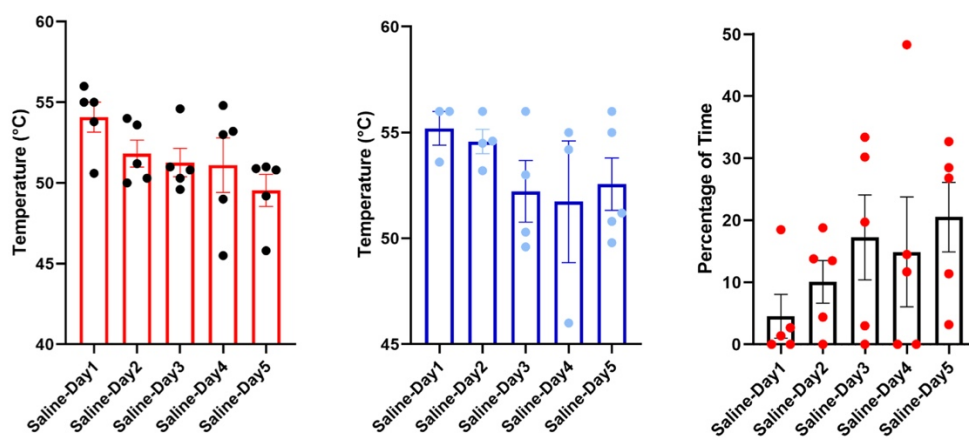 Temperature (°C)
60
55
50
45
40
Saline-Day1
Saline-Day2
Saline-Day3
Saline-Day4
Saline-Day5
Temperature (°C)
60
55
50
45
Saline-Day1
Saline-Day2
Saline-Day3
Saline-Day4
Saline-Day5
Percentage of Time
50
40
30
20
10
0
Saline-Day1
Saline-Day2
Saline-Day3
Saline-Day4
Saline-Day5